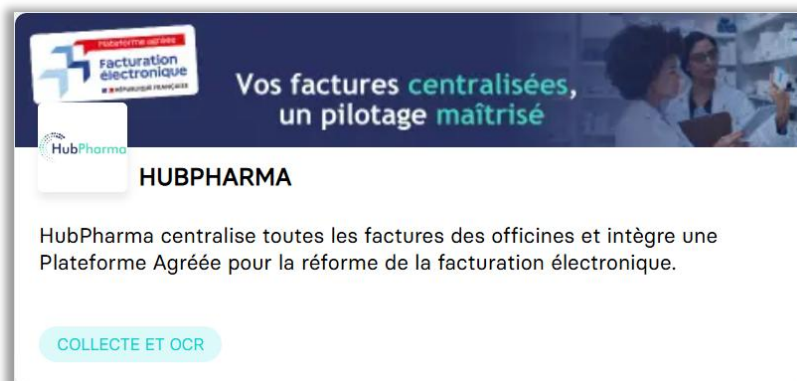 Plateforme agréée
Facturation
électronique
RÉPUBLIQUE FRANÇAISE
Vos factures centralisées,
un pilotage maîtrisé
HubPharma
HUBPHARMA
HubPharma centralise toutes les factures des officines et intègre une
Plateforme Agréée pour la réforme de la facturation électronique.
COLLECTE ET OCR